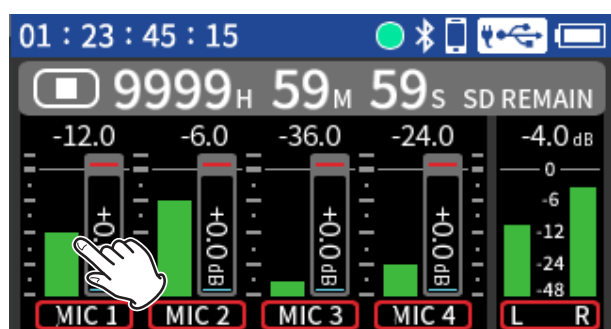 01 : 23 : 45 : 15
9999H 59M 59S SD REMAIN
-12.0 -6.0 -36.0 -24.0 -4.0 dB
0
-6
-12
-24
-48
+0.0dB +0.0dB +0.0dB
MIC 1 MIC 2 MIC 3 MIC 4 L R